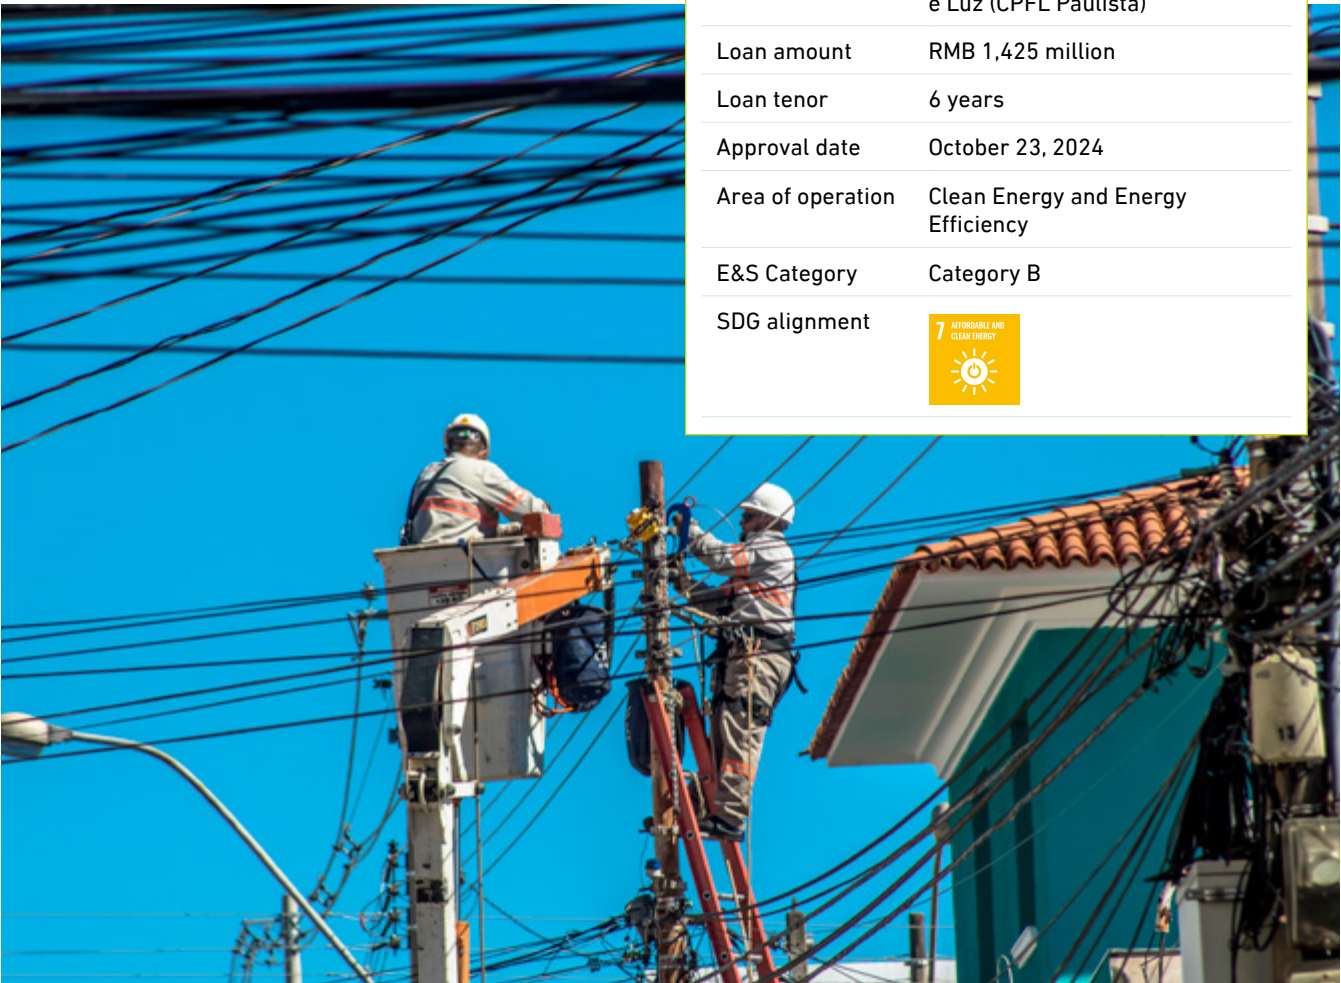 e Luz (CPFL Paulista)
Loan amount RMB 1,425 million
Loan tenor 6 years
Approval date October 23, 2024
Area of operation Clean Energy and Energy
Efficiency
E&S Category Category B
SDG alignment
7 AFFORDABLE AND
CLEAN ENERGY
13